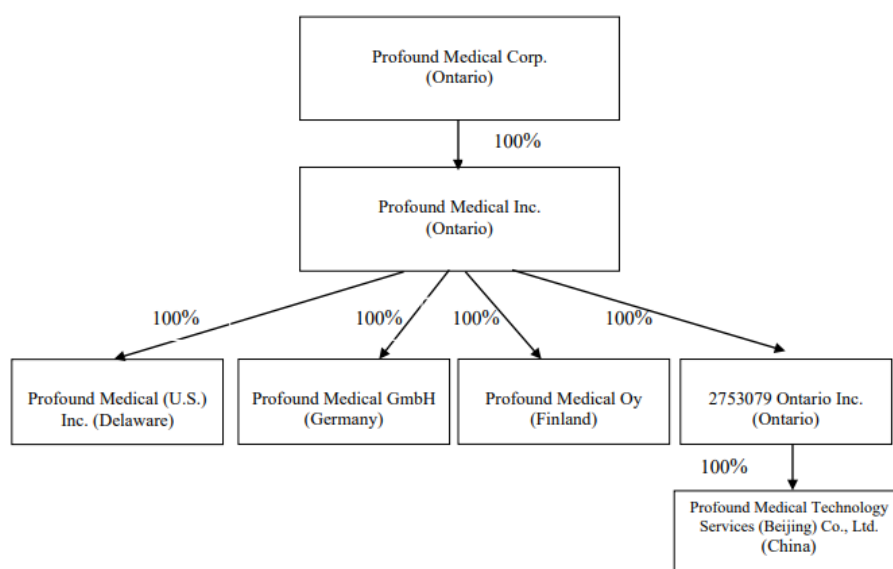 Profound Medical Corp.
(Ontario)
100%
Profound Medical Inc.
(Ontario)
100%
100%
100%
100%
Profound Medical (U.S.)
Inc. (Delaware)
Profound Medical GmbH
(Germany)
Profound Medical Oy
(Finland)
2753079 Ontario Inc.
(Ontario)
100%
Profound Medical Technology
Services (Beijing) Co., Ltd.
(China)